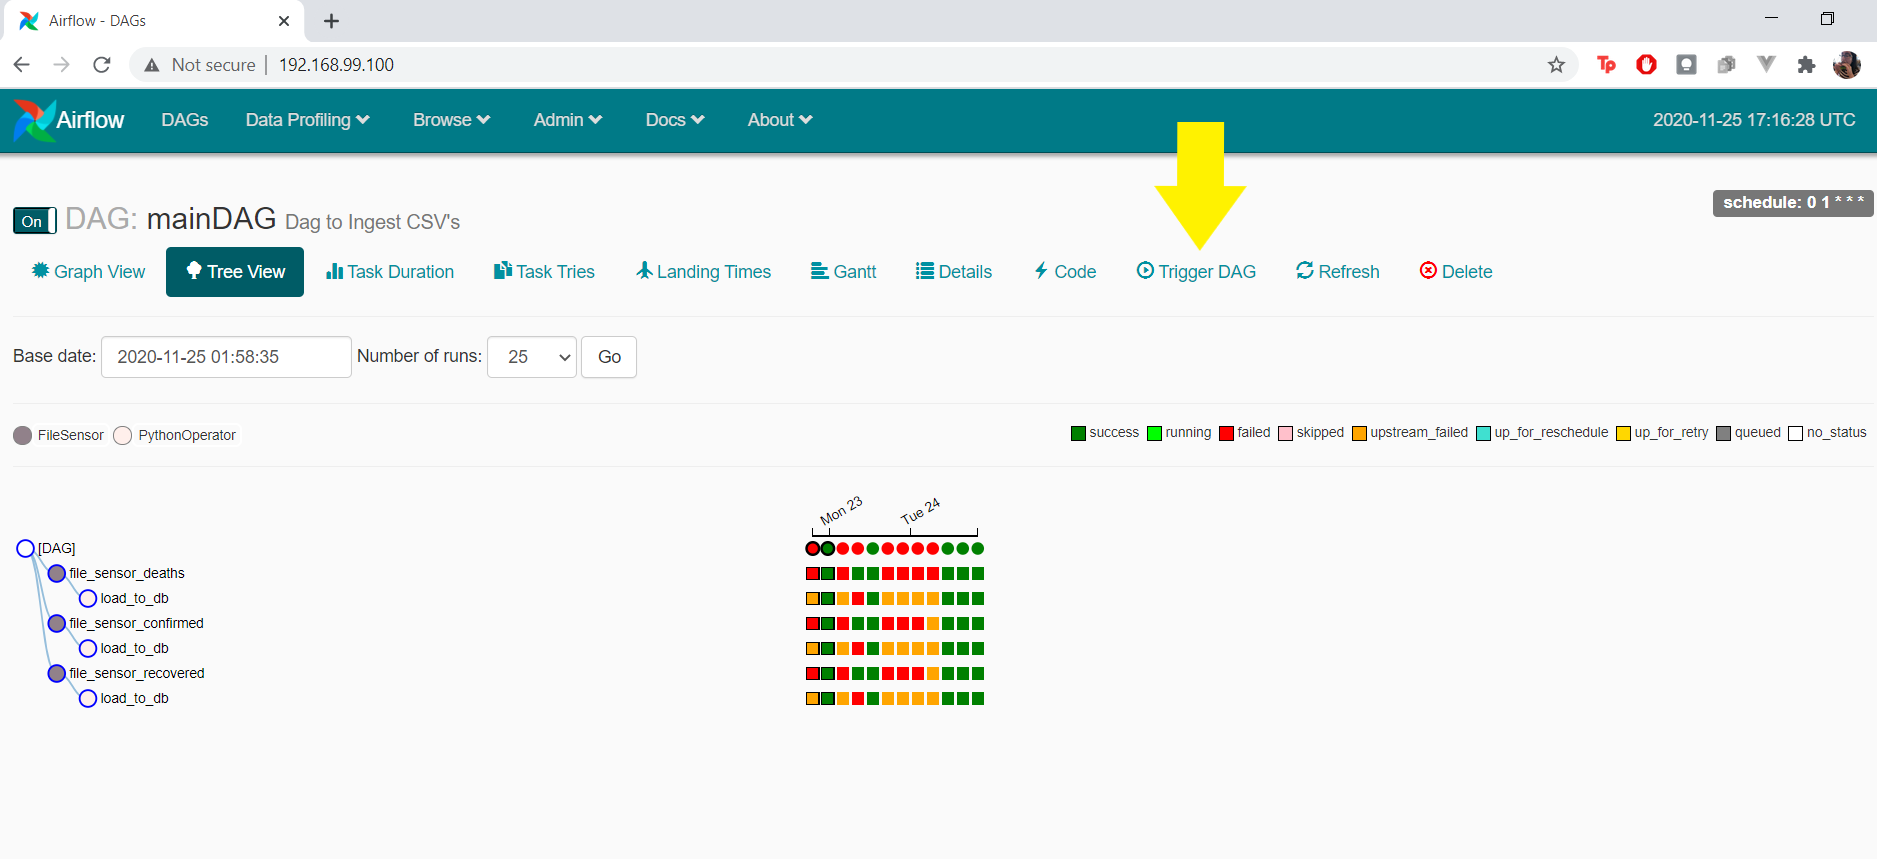 Airflow - DAGs
Not secure | 192.168.99.100
Tp
Airflow DAGs Data Profiling Browse Admin Docs About 2020-11-25 17:16:28 UTC
schedule: 0 1 * * *
On DAG: mainDAG Dag to Ingest CSV's
Graph View Tree View Task Duration Task Tries Landing Times Gantt Details Code Trigger DAG Refresh Delete
Base date: 2020-11-25 01:58:35 Number of runs: 25 Go
FileSensor PythonOperator success running failed skipped upstream_failed up_for_reschedule up_for_retry queued no_status
Mon 23 Tue 24
[DAG]
file_sensor_deaths
load_to_db
file_sensor_confirmed
load_to_db
file_sensor_recovered
load_to_db